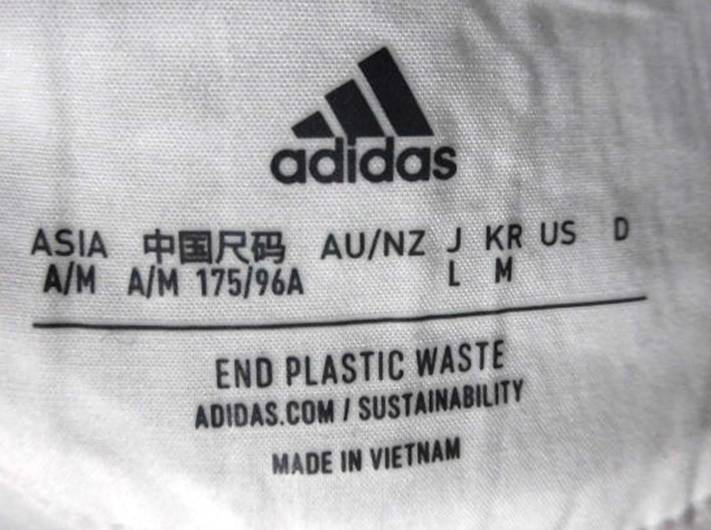 adidas
ASIA 中国尺码 AU/NZ J KR US D
A/M A/M 175/96A L M
END PLASTIC WASTE
ADIDAS.COM / SUSTAINABILITY
MADE IN VIETNAM